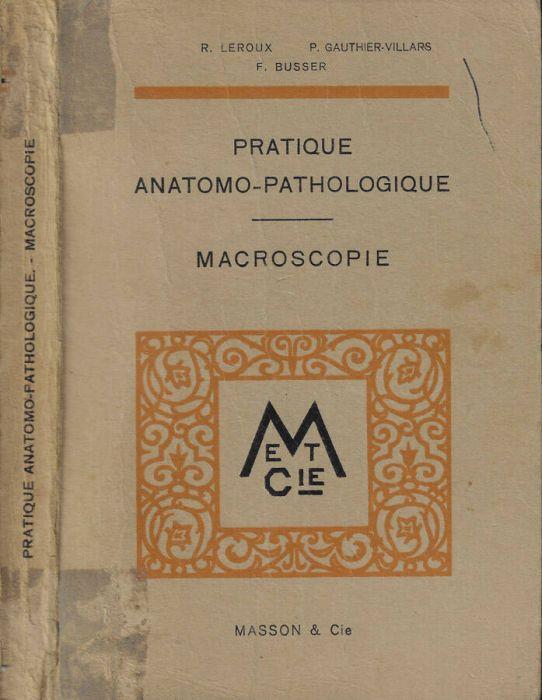 R. LEROUX P. GAUTHIER-VILLARS
F. BUSSER
PRATIQUE
ANATOMO-PATHOLOGIQUE
MACROSCOPIE
M
ET
CIE
MASSON & Cie
PRATIQUE ANATOMO-PATHOLOGIQUE. - MACROSCOPIE